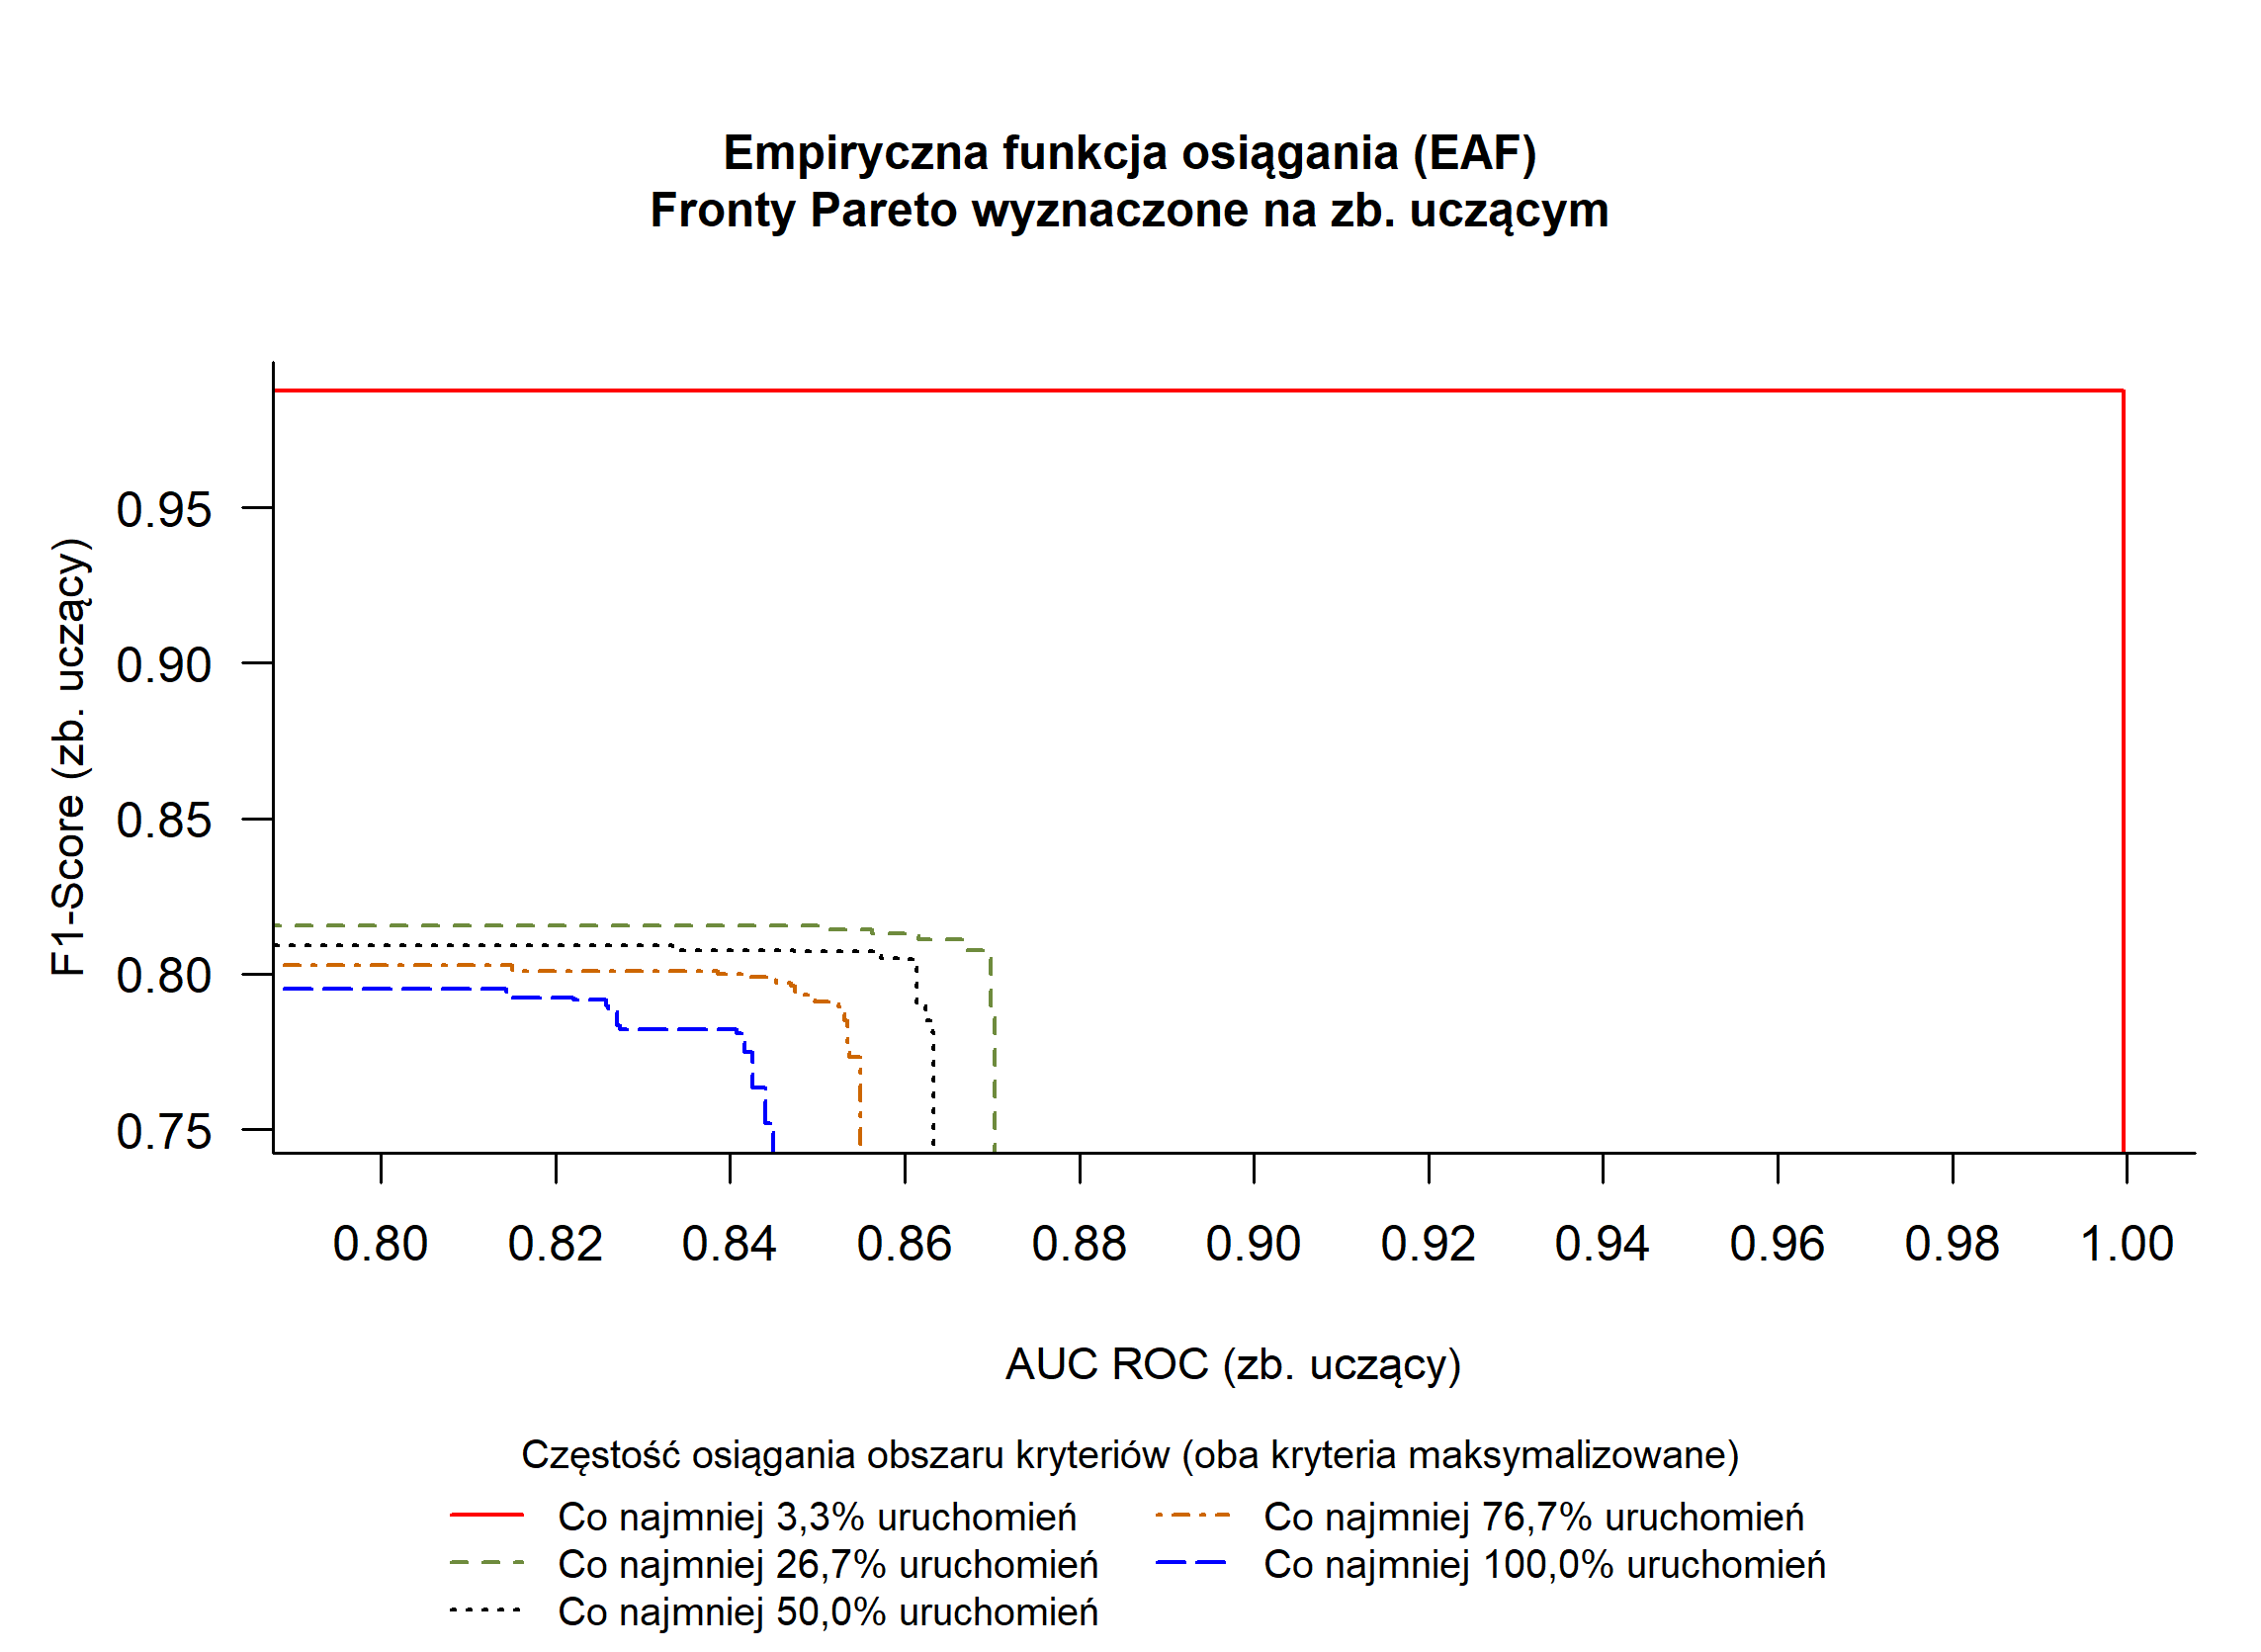 Empiryczna funkcja osiągania (EAF)
Fronty Pareto wyznaczone na zb. uczącym
F1-Score (zb. uczący)
0.95
0.90
0.85
0.80
0.75
0.80 0.82 0.84 0.86 0.88 0.90 0.92 0.94 0.96 0.98 1.00
AUC ROC (zb. uczący)
Częstość osiągania obszaru kryteriów (oba kryteria maksymalizowane)
Co najmniej 3,3% uruchomień
Co najmniej 26,7% uruchomień
Co najmniej 50,0% uruchomień
Co najmniej 76,7% uruchomień
Co najmniej 100,0% uruchomień